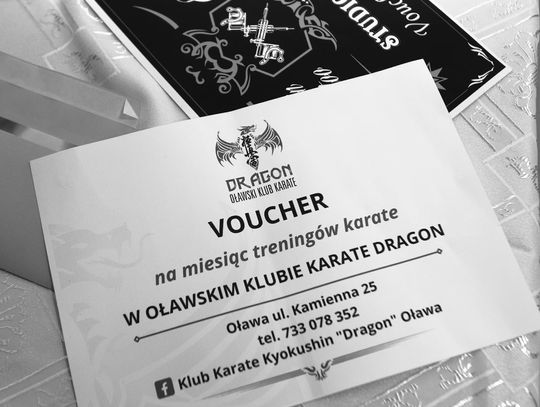 STUDIO
DRAGON
OŁAWSKI KLUB KARATE
VOUCHER
na miesiąc treningów karate
W OŁAWSKIM KLUBIE KARATE DRAGON
Oława ul. Kamienna 25
tel. 733 078 352
f Klub Karate Kyokushin "Dragon" Oława